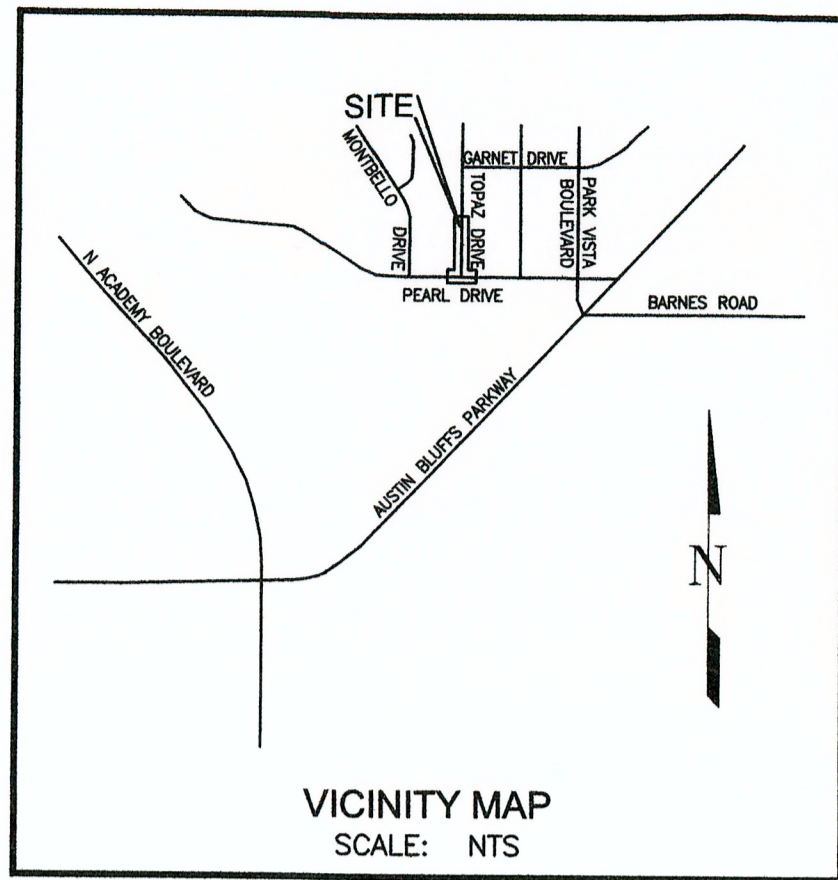 SITE
MONTBELLO
DRIVE
GARNET DRIVE
TOPAZ DRIVE
PARK VISTA
BOULEVARD
PEARL DRIVE
BARNES ROAD
N ACADEMY BOULEVARD
AUSTIN BLUFFS PARKWAY
N
VICINITY MAP
SCALE: NTS